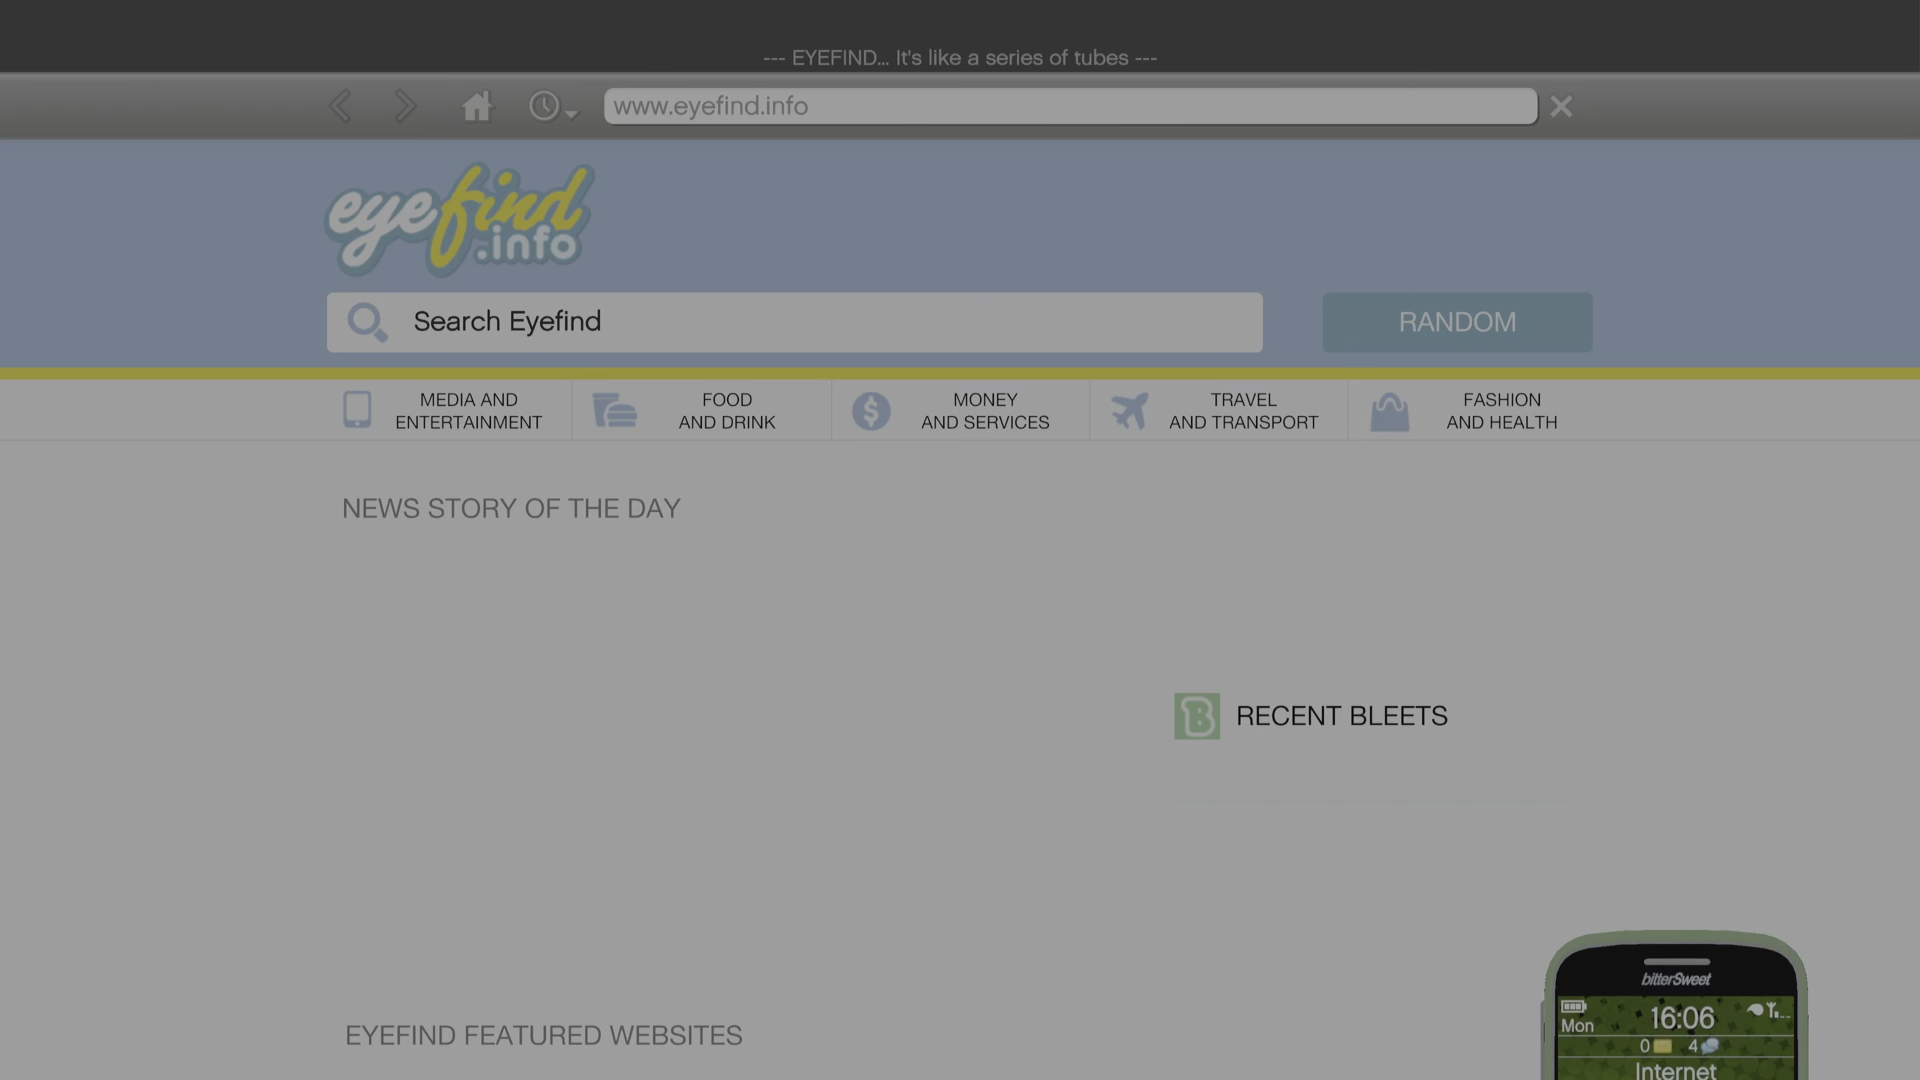 --- EYEFIND... It's like a series of tubes ---
www.eyefind.info
eyefind
.info
Search Eyefind
RANDOM
MEDIA AND
ENTERTAINMENT
FOOD
AND DRINK
MONEY
AND SERVICES
TRAVEL
AND TRANSPORT
FASHION
AND HEALTH
NEWS STORY OF THE DAY
B RECENT BLEETS
EYEFIND FEATURED WEBSITES
bitterSweet
Mon 16:06
0 4
Internet